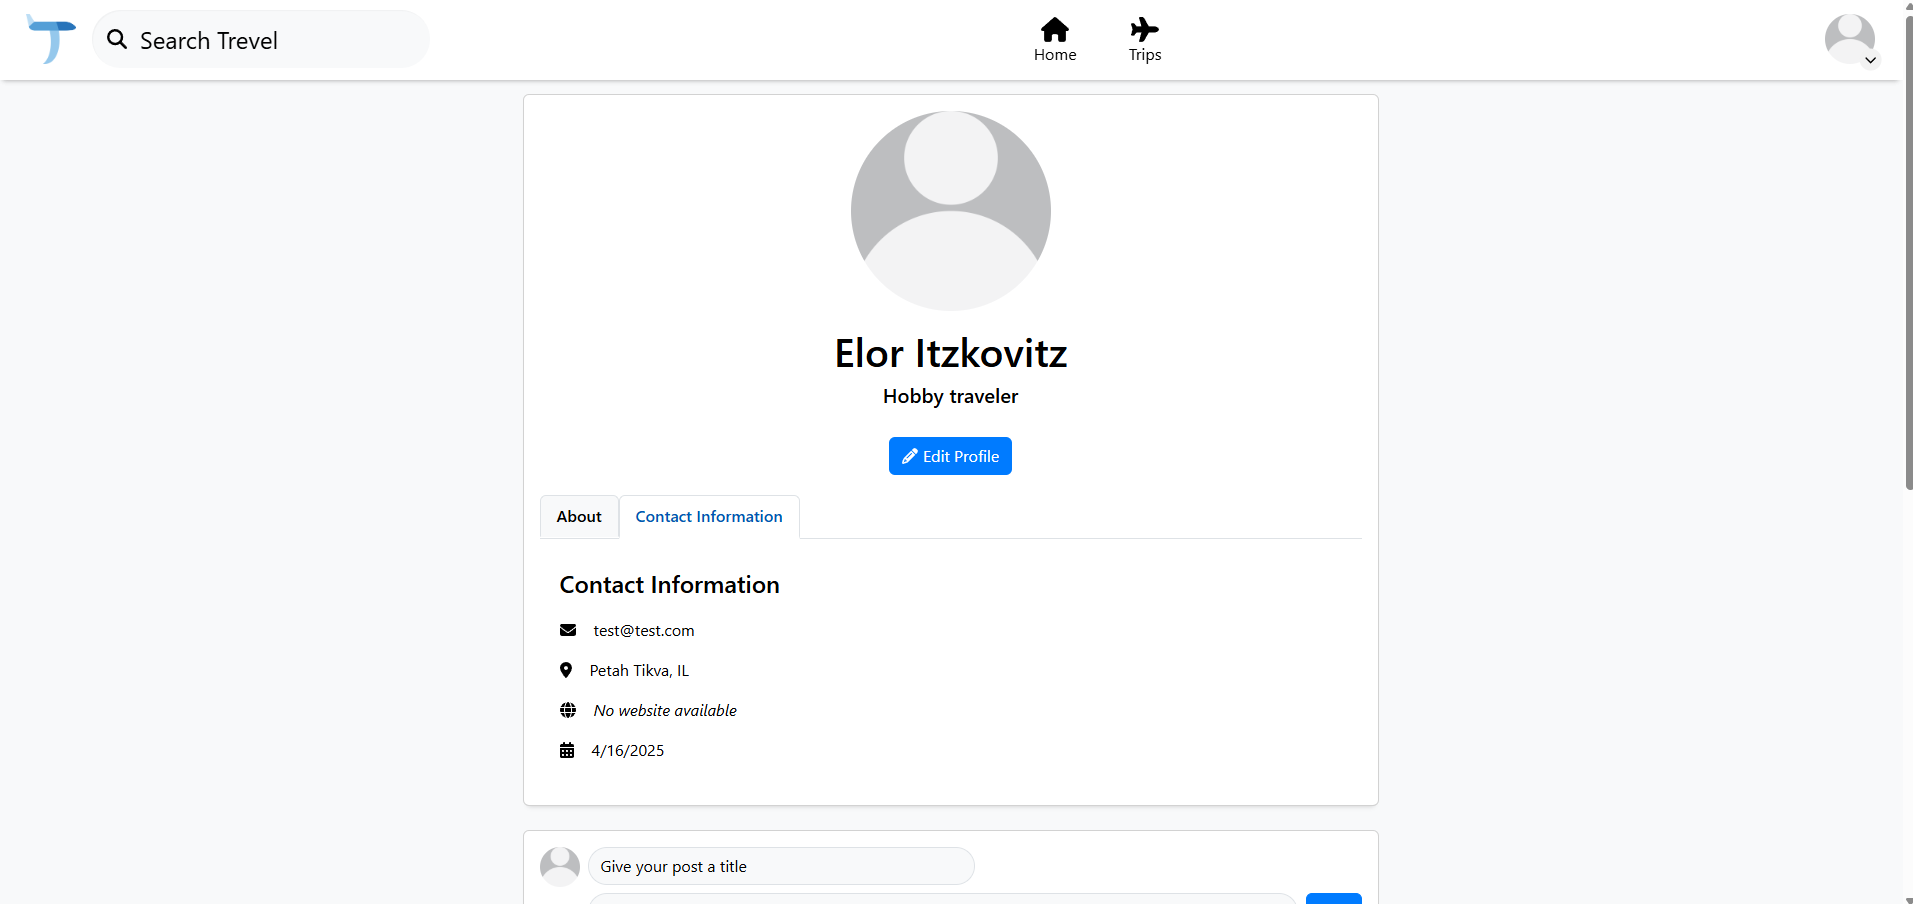 Search Trevel
Home
Trips
Elor Itzkovitz
Hobby traveler
Edit Profile
About
Contact Information
Contact Information
test@test.com
Petah Tikva, IL
No website available
4/16/2025
Give your post a title